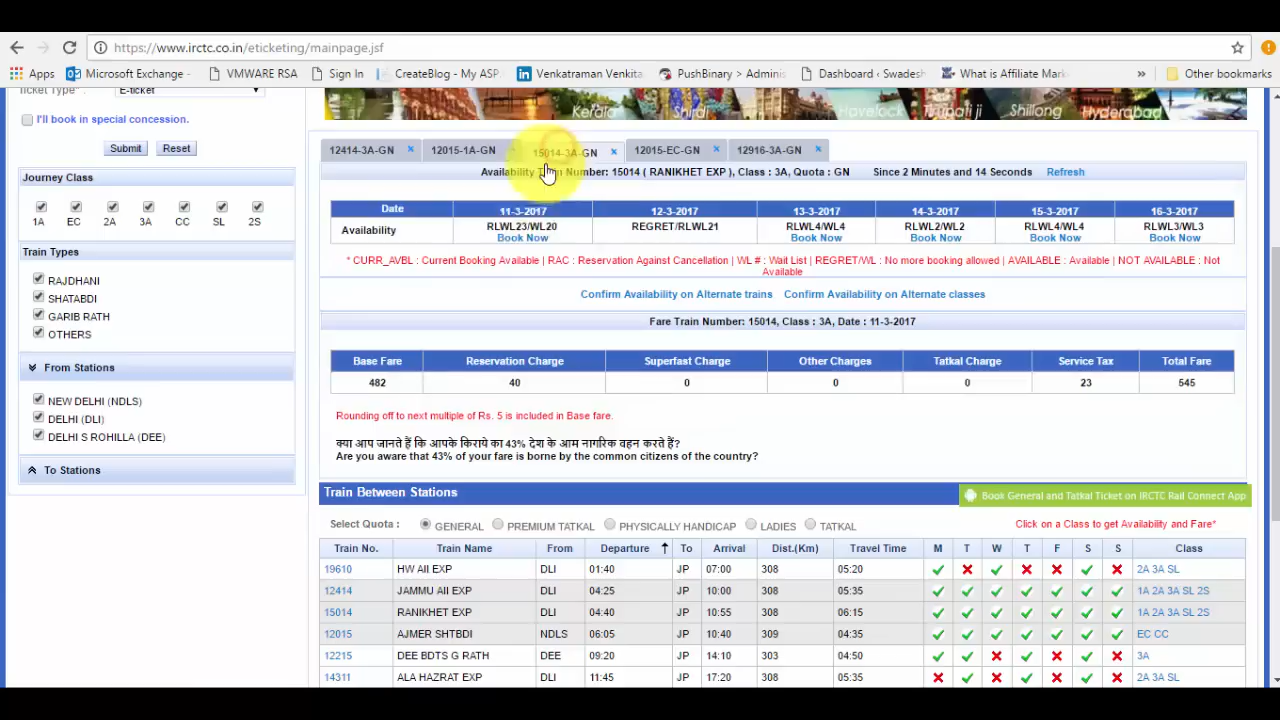 https://www.irctc.co.in/eticketing/mainpage.jsf
Apps Microsoft Exchange - VMWARE RSA Sign In CreateBlog - My ASP. Venkatraman Venkita PushBinary > Adminis Dashboard ‹ Swadesh What is Affiliate Mark » Other bookmarks
Ticket Type* : E-ticket
I'll book in special concession.
Submit Reset
Journey Class
1A EC 2A 3A CC SL 2S
Train Types
RAJDHANI
SHATABDI
GARIB RATH
OTHERS
From Stations
NEW DELHI (NDLS)
DELHI (DLI)
DELHI S ROHILLA (DEE)
To Stations
Kerala Shirdi Havelock Tirupati ji Shillong Hyderabad
12414-3A-GN × 12015-1A-GN 15014-3A-GN × 12015-EC-GN × 12916-3A-GN ×
Availability Train Number: 15014 ( RANIKHET EXP ), Class : 3A, Quota : GN Since 2 Minutes and 14 Seconds Refresh
Date 11-3-2017 12-3-2017 13-3-2017 14-3-2017 15-3-2017 16-3-2017
Availability RLWL23/WL20 REGRET/RLWL21 RLWL4/WL4 RLWL2/WL2 RLWL4/WL4 RLWL3/WL3
Book Now Book Now Book Now Book Now Book Now
* CURR_AVBL : Current Booking Available | RAC : Reservation Against Cancellation | WL # : Wait List | REGRET/WL : No more booking allowed | AVAILABLE : Available | NOT AVAILABLE : Not
Available
Confirm Availability on Alternate trains Confirm Availability on Alternate classes
Fare Train Number: 15014, Class : 3A, Date : 11-3-2017
Base Fare Reservation Charge Superfast Charge Other Charges Tatkal Charge Service Tax Total Fare
482 40 0 0 0 23 545
Rounding off to next multiple of Rs. 5 is included in Base fare.
क्या आप जानते हैं कि आपके किराये का 43% देश के आम नागरिक वहन करते हैं?
Are you aware that 43% of your fare is borne by the common citizens of the country?
Train Between Stations
Book General and Tatkal Ticket on IRCTC Rail Connect App
Select Quota : GENERAL PREMIUM TATKAL PHYSICALLY HANDICAP LADIES TATKAL Click on a Class to get Availability and Fare*
Train No. Train Name From Departure To Arrival Dist.(Km) Travel Time M T W T F S S Class
19610 HW AII EXP DLI 01:40 JP 07:00 308 05:20 2A 3A SL
12414 JAMMU AII EXP DLI 04:25 JP 10:00 308 05:35 1A 2A 3A SL 2S
15014 RANIKHET EXP DLI 04:40 JP 10:55 308 06:15 1A 2A 3A SL 2S
12015 AJMER SHTBDI NDLS 06:05 JP 10:40 309 04:35 EC CC
12215 DEE BDTS G RATH DEE 09:20 JP 14:10 303 04:50 3A
14311 ALA HAZRAT EXP DLI 11:45 JP 17:20 308 05:35 2A 3A SL